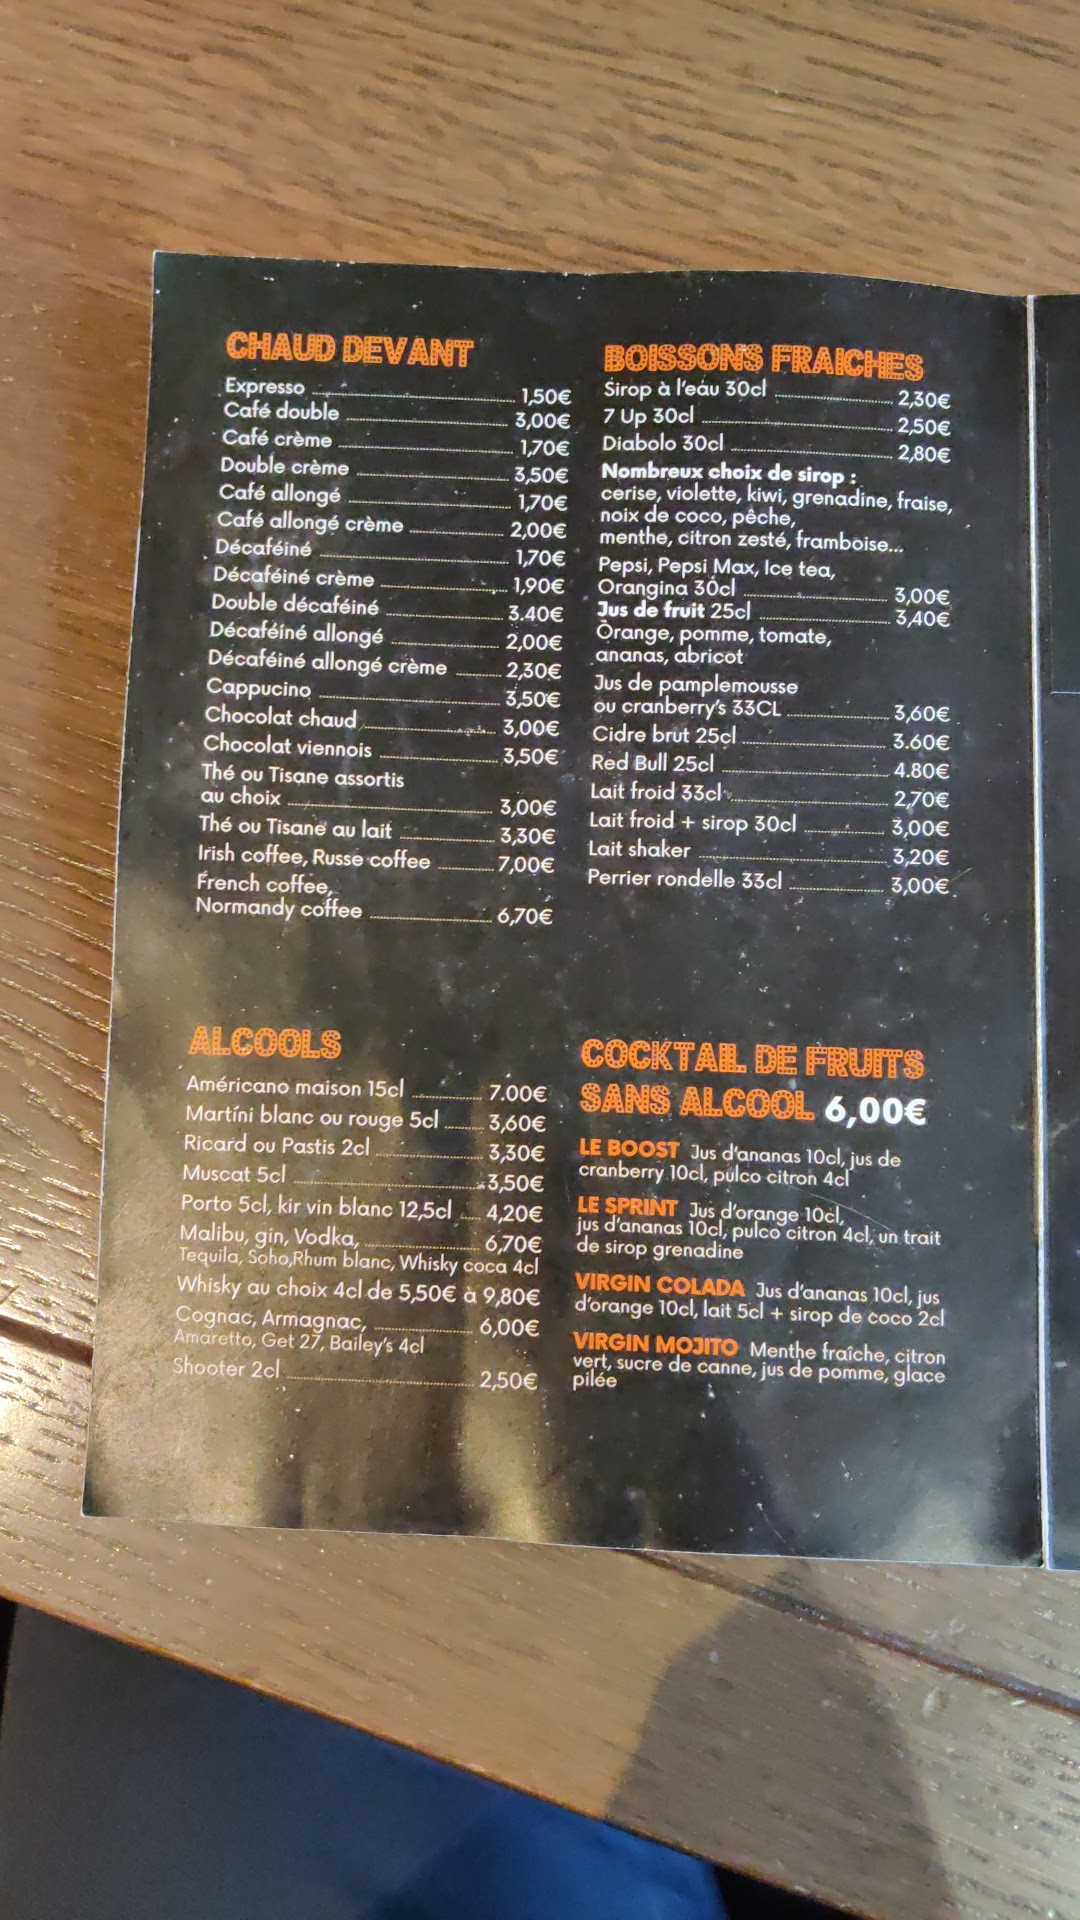 CHAUD DEVANT
Expresso 1,50€
Café double 3,00€
Café crème 1,70€
Double crème 3,50€
Café allongé 1,70€
Café allongé crème 2,00€
Décaféiné 1,70€
Décaféiné crème 1,90€
Double décaféiné 3.40€
Décaféiné allongé 2,00€
Décaféiné allongé crème 2,30€
Cappucino 3,50€
Chocolat chaud 3,00€
Chocolat viennois 3,50€
Thé ou Tisane assortis
au choix 3,00€
Thé ou Tisane au lait 3,30€
Irish coffee, Russe coffee 7,00€
French coffee,
Normandy coffee 6,70€
BOISSONS FRAICHES
Sirop à l'eau 30cl 2,30€
7 Up 30cl 2,50€
Diabolo 30cl 2,80€
Nombreux choix de sirop :
cerise, violette, kiwi, grenadine, fraise,
noix de coco, pêche,
menthe, citron zesté, framboise...
Pepsi, Pepsi Max, Ice tea,
Orangina 30cl 3,00€
Jus de fruit 25cl 3,40€
Orange, pomme, tomate,
ananas, abricot
Jus de pamplemousse
ou cranberry's 33CL 3,60€
Cidre brut 25cl 3.60€
Red Bull 25cl 4.80€
Lait froid 33cl 2,70€
Lait froid + sirop 30cl 3,00€
Lait shaker 3,20€
Perrier rondelle 33cl 3,00€
ALCOOLS
Américano maison 15cl 7.00€
Martini blanc ou rouge 5cl 3,60€
Ricard ou Pastis 2cl 3,30€
Muscat 5cl 3,50€
Porto 5cl, kir vin blanc 12,5cl 4,20€
Malibu, gin, Vodka, 6,70€
Tequila, Soho,Rhum blanc, Whisky coca 4cl
Whisky au choix 4cl de 5,50€ à 9,80€
Cognac, Armagnac, 6,00€
Amaretto, Get 27, Bailey's 4cl
Shooter 2cl 2,50€
COCKTAIL DE FRUITS
SANS ALCOOL 6,00€
LE BOOST Jus d'ananas 10cl, jus de
cranberry 10cl, pulco citron 4cl
LE SPRINT Jus d'orange 10cl,
jus d'ananas 10cl, pulco citron 4cl, un trait
de sirop grenadine
VIRGIN COLADA Jus d'ananas 10cl, jus
d'orange 10cl, lait 5cl + sirop de coco 2cl
VIRGIN MOJITO Menthe fraîche, citron
vert, sucre de canne, jus de pomme, glace
pilée